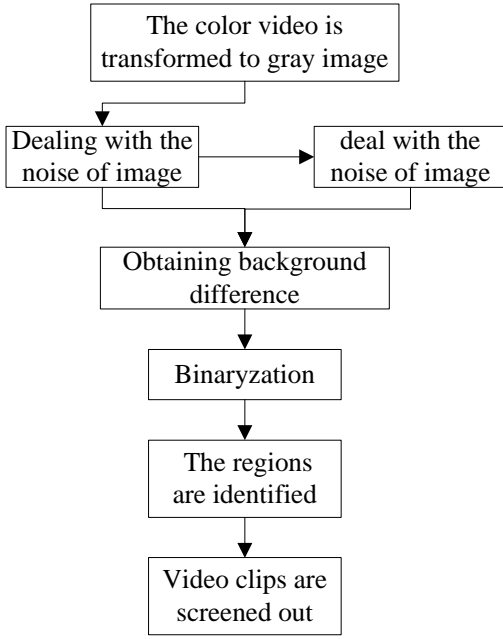 The color video is
transformed to gray image
Dealing with the
noise of image
deal with the
noise of image
Obtaining background
difference
Binaryzation
The regions
are identified
Video clips are
screened out